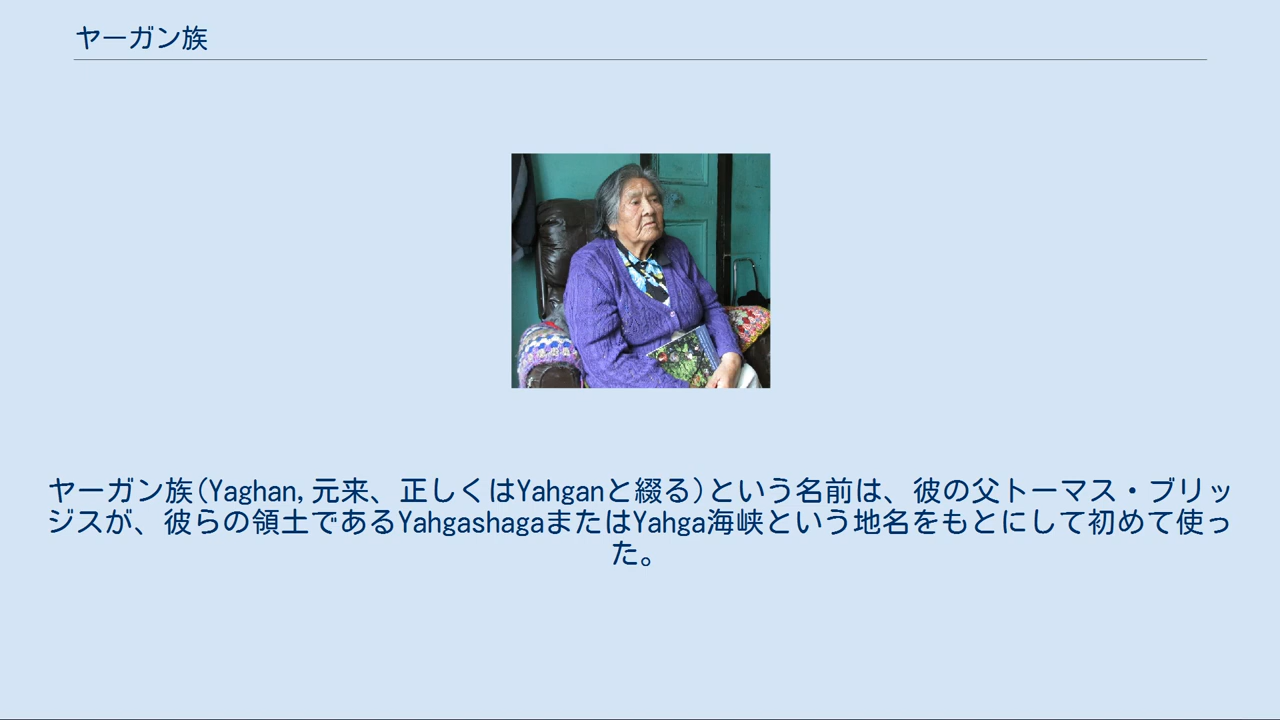 ヤーガン族
ヤーガン族(Yaghan,元来、正しくはYahganと綴る)という名前は、彼の父トーマス・ブリッ
ジスが、彼らの領土であるYahgashagaまたはYahga海峡という地名をもとにして初めて使っ
た。